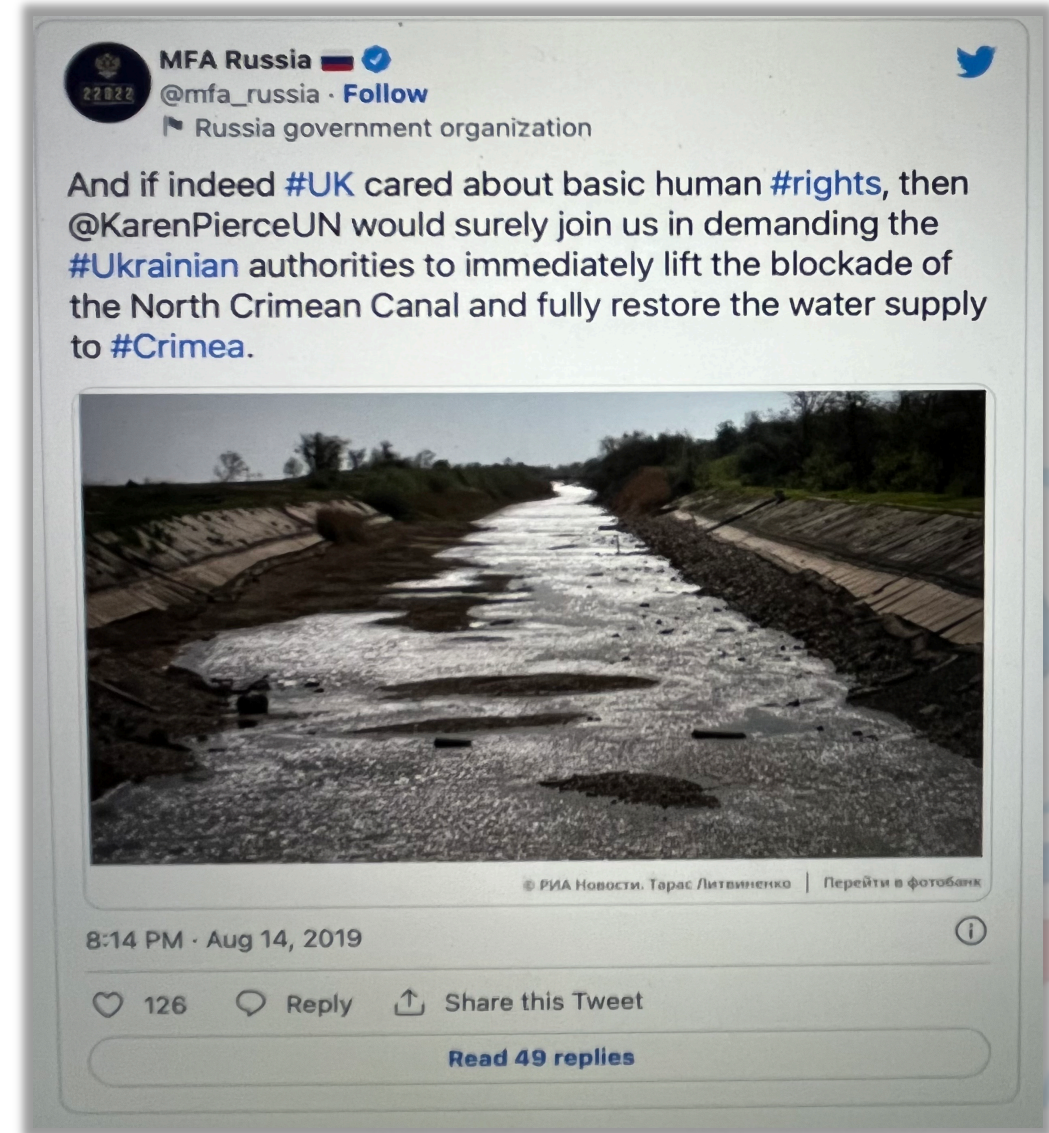 MFA Russia
22022
@mfa_russia · Follow
Russia government organization
And if indeed #UK cared about basic human #rights, then
@KarenPierceUN would surely join us in demanding the
#Ukrainian authorities to immediately lift the blockade of
the North Crimean Canal and fully restore the water supply
to #Crimea.
© РИА Новости. Тарас Литвиненко | Перейти в фотобанк
8:14 PM · Aug 14, 2019
126 Reply Share this Tweet
Read 49 replies